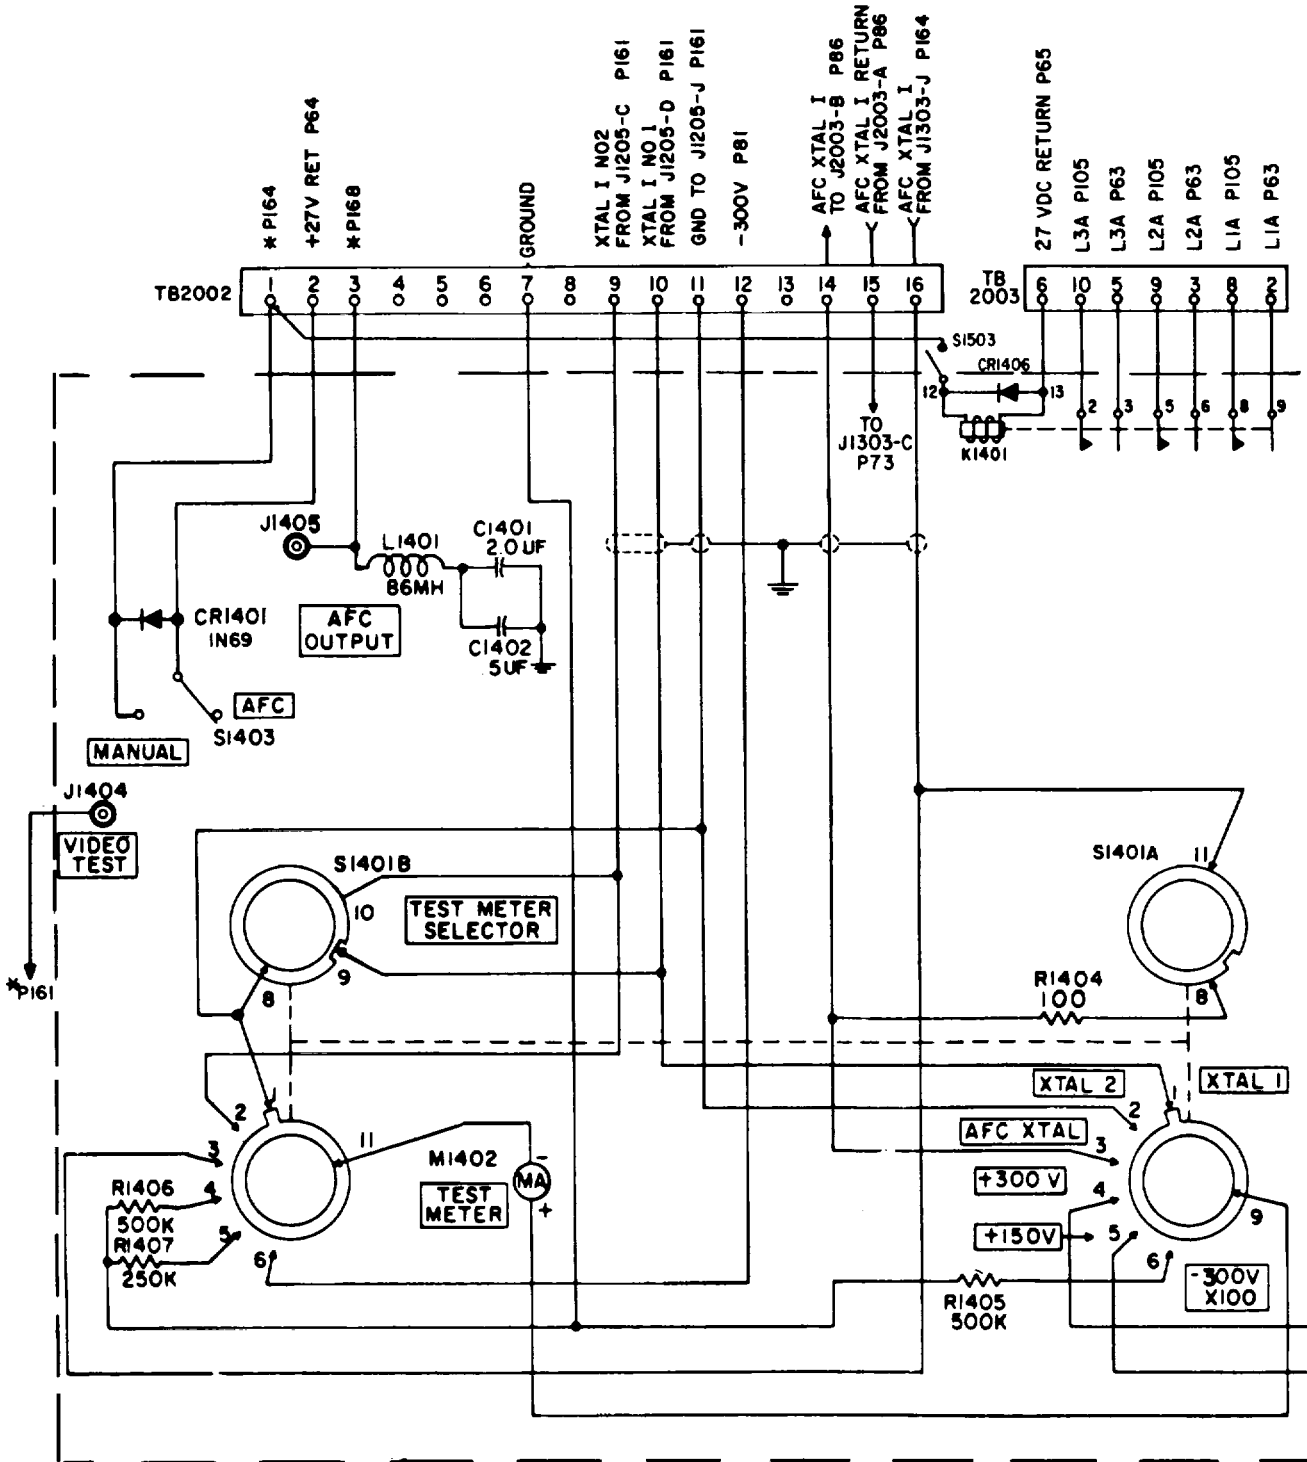 *P164
+27V RET P64
*P168
GROUND
XTAL I NO2
FROM J1205-C P161
XTAL I NO 1
FROM J1205-D P161
GND TO J1205-J P161
-300V P81
AFC XTAL I
TO J2003-B P86
AFC XTAL I RETURN
FROM J2003-A P86
AFC XTAL I
FROM J1303-J P164
27 VDC RETURN P65
L3A P105
L3A P63
L2A P105
L2A P63
L1A P105
L1A P63
TB2002
1 2 3 4 5 6 7 8 9 10 11 12 13 14 15 16
TB
2003
6 10 5 9 3 8 2
S1503
CR1406
12
13
K1401
2 3 5 6 8 9
TO
J1303-C
P73
J1405
L1401
86MH
C1401
2.0UF
C1402
.5UF
AFC
OUTPUT
CR1401
1N69
AFC
S1403
MANUAL
J1404
VIDEO
TEST
*P161
S1401B
10
9
8
TEST METER
SELECTOR
S1401A
11
8
R1404
100
XTAL 2
XTAL 1
1
2
AFC XTAL
3
+300 V
4
+150V
5
6
9
-300V
X100
1
2
3
4
5
6
11
R1406
500K
R1407
250K
M1402
-
MA
+
TEST
METER
R1405
500K